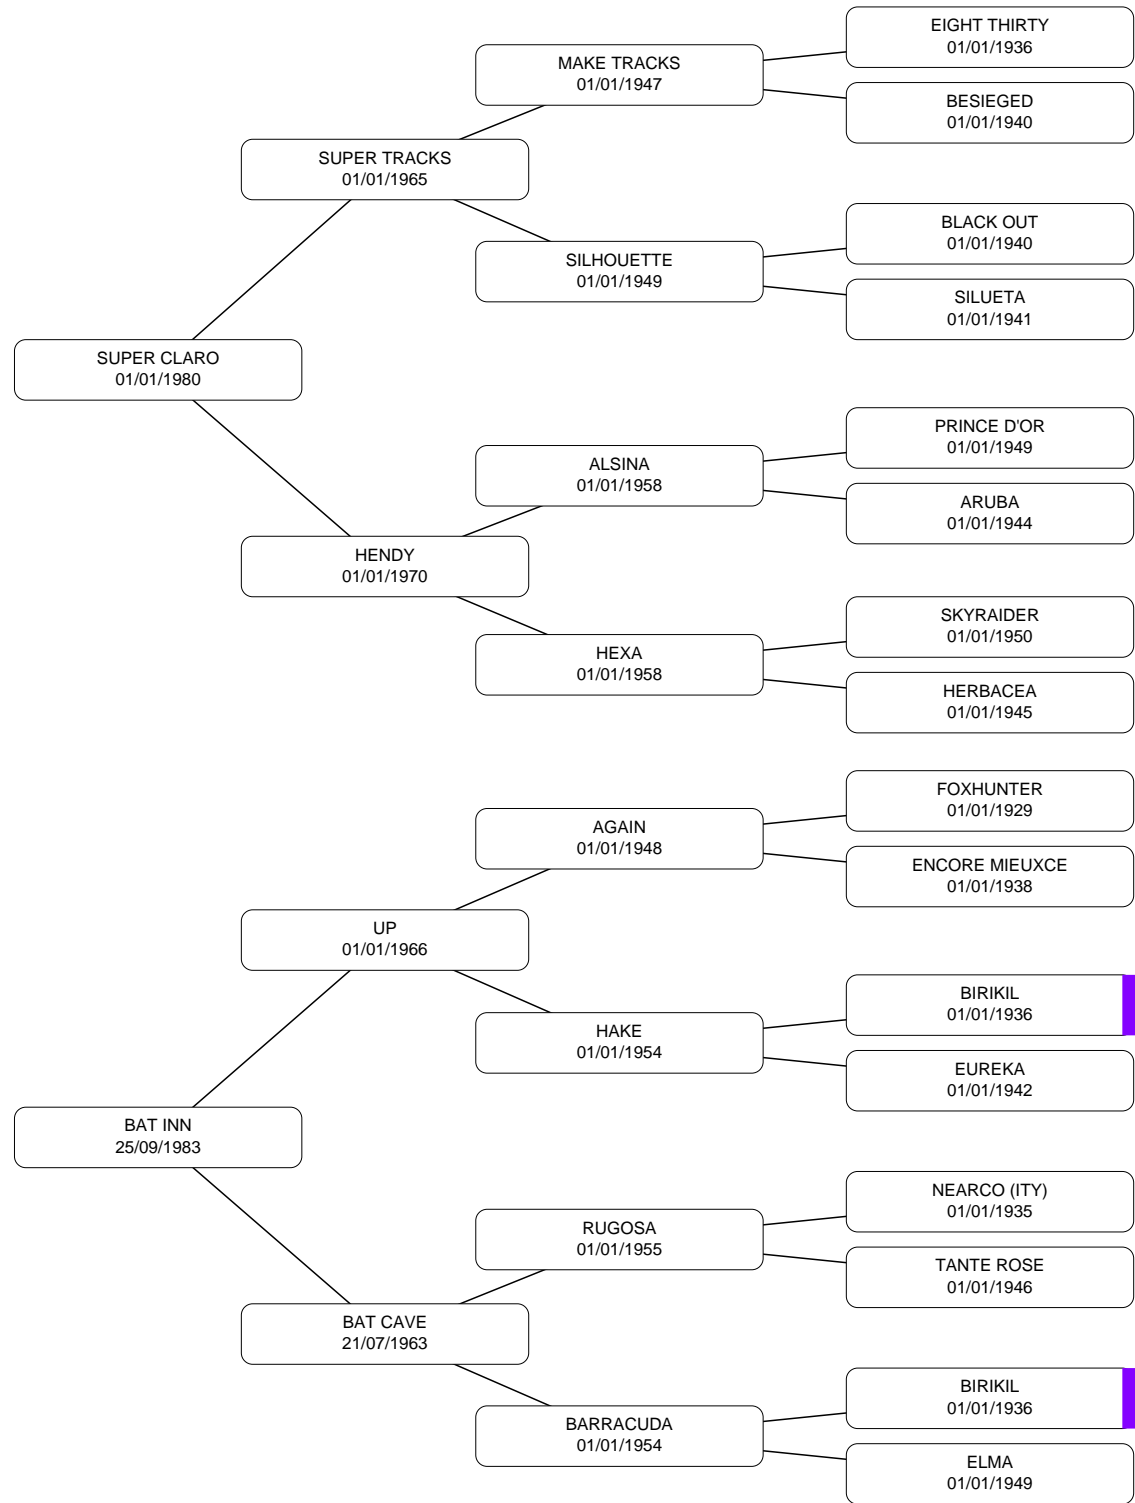 EIGHT THIRTY
01/01/1936
MAKE TRACKS
01/01/1947
BESIEGED
01/01/1940
SUPER TRACKS
01/01/1965
BLACK OUT
01/01/1940
SILHOUETTE
01/01/1949
SILUETA
01/01/1941
SUPER CLARO
01/01/1980
PRINCE D'OR
01/01/1949
ALSINA
01/01/1958
ARUBA
01/01/1944
HENDY
01/01/1970
SKYRAIDER
01/01/1950
HEXA
01/01/1958
HERBACEA
01/01/1945
FOXHUNTER
01/01/1929
AGAIN
01/01/1948
ENCORE MIEUXCE
01/01/1938
UP
01/01/1966
BIRIKIL
01/01/1936
HAKE
01/01/1954
EUREKA
01/01/1942
BAT INN
25/09/1983
NEARCO (ITY)
01/01/1935
RUGOSA
01/01/1955
TANTE ROSE
01/01/1946
BAT CAVE
21/07/1963
BIRIKIL
01/01/1936
BARRACUDA
01/01/1954
ELMA
01/01/1949